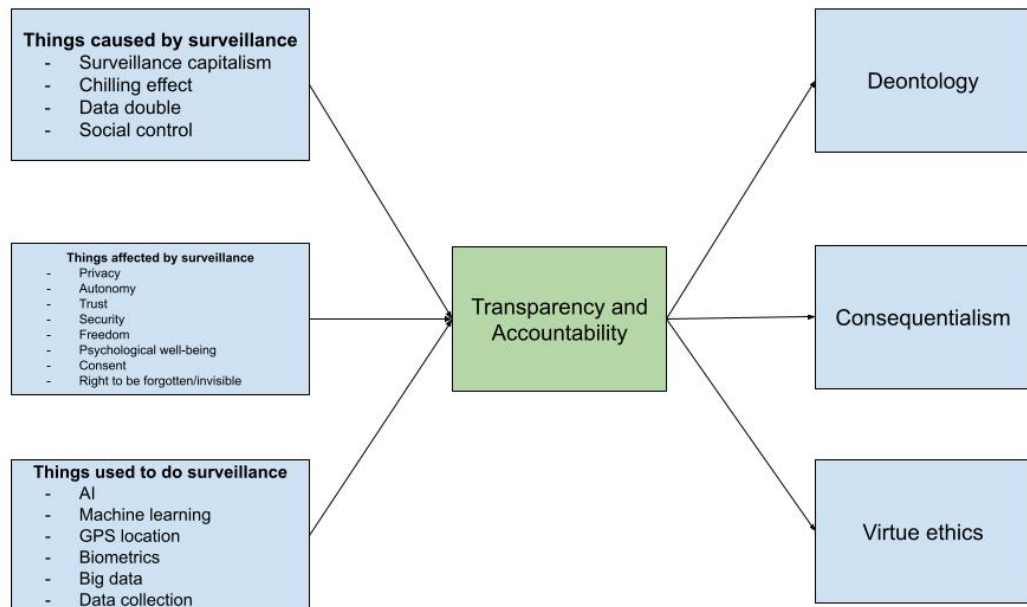 Things caused by surveillance
- Surveillance capitalism
- Chilling effect
- Data double
- Social control
Things affected by surveillance
- Privacy
- Autonomy
- Trust
- Security
- Freedom
- Psychological well-being
- Consent
- Right to be forgotten/invisible
Things used to do surveillance
- AI
- Machine learning
- GPS location
- Biometrics
- Big data
- Data collection
Transparency and
Accountability
Deontology
Consequentialism
Virtue ethics